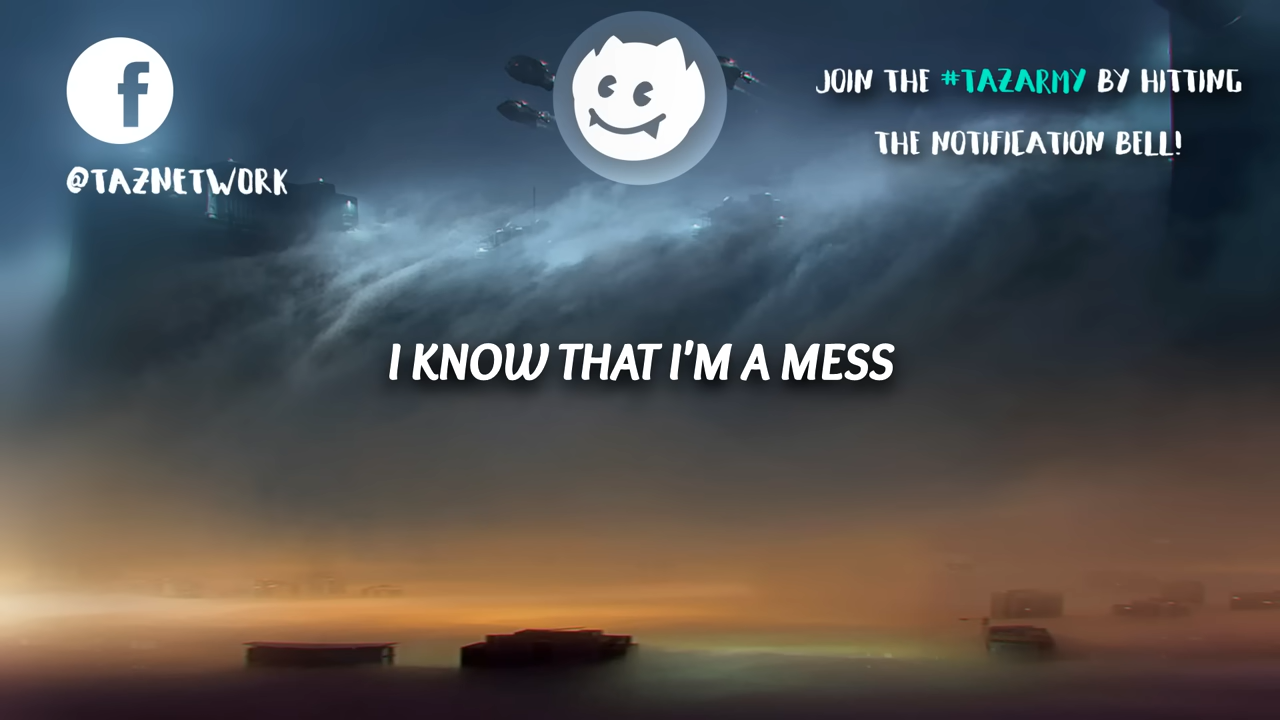 @TAZNETWORK
JOIN THE #TAZARMY BY HITTING
THE NOTIFICATION BELL!
I KNOW THAT I'M A MESS